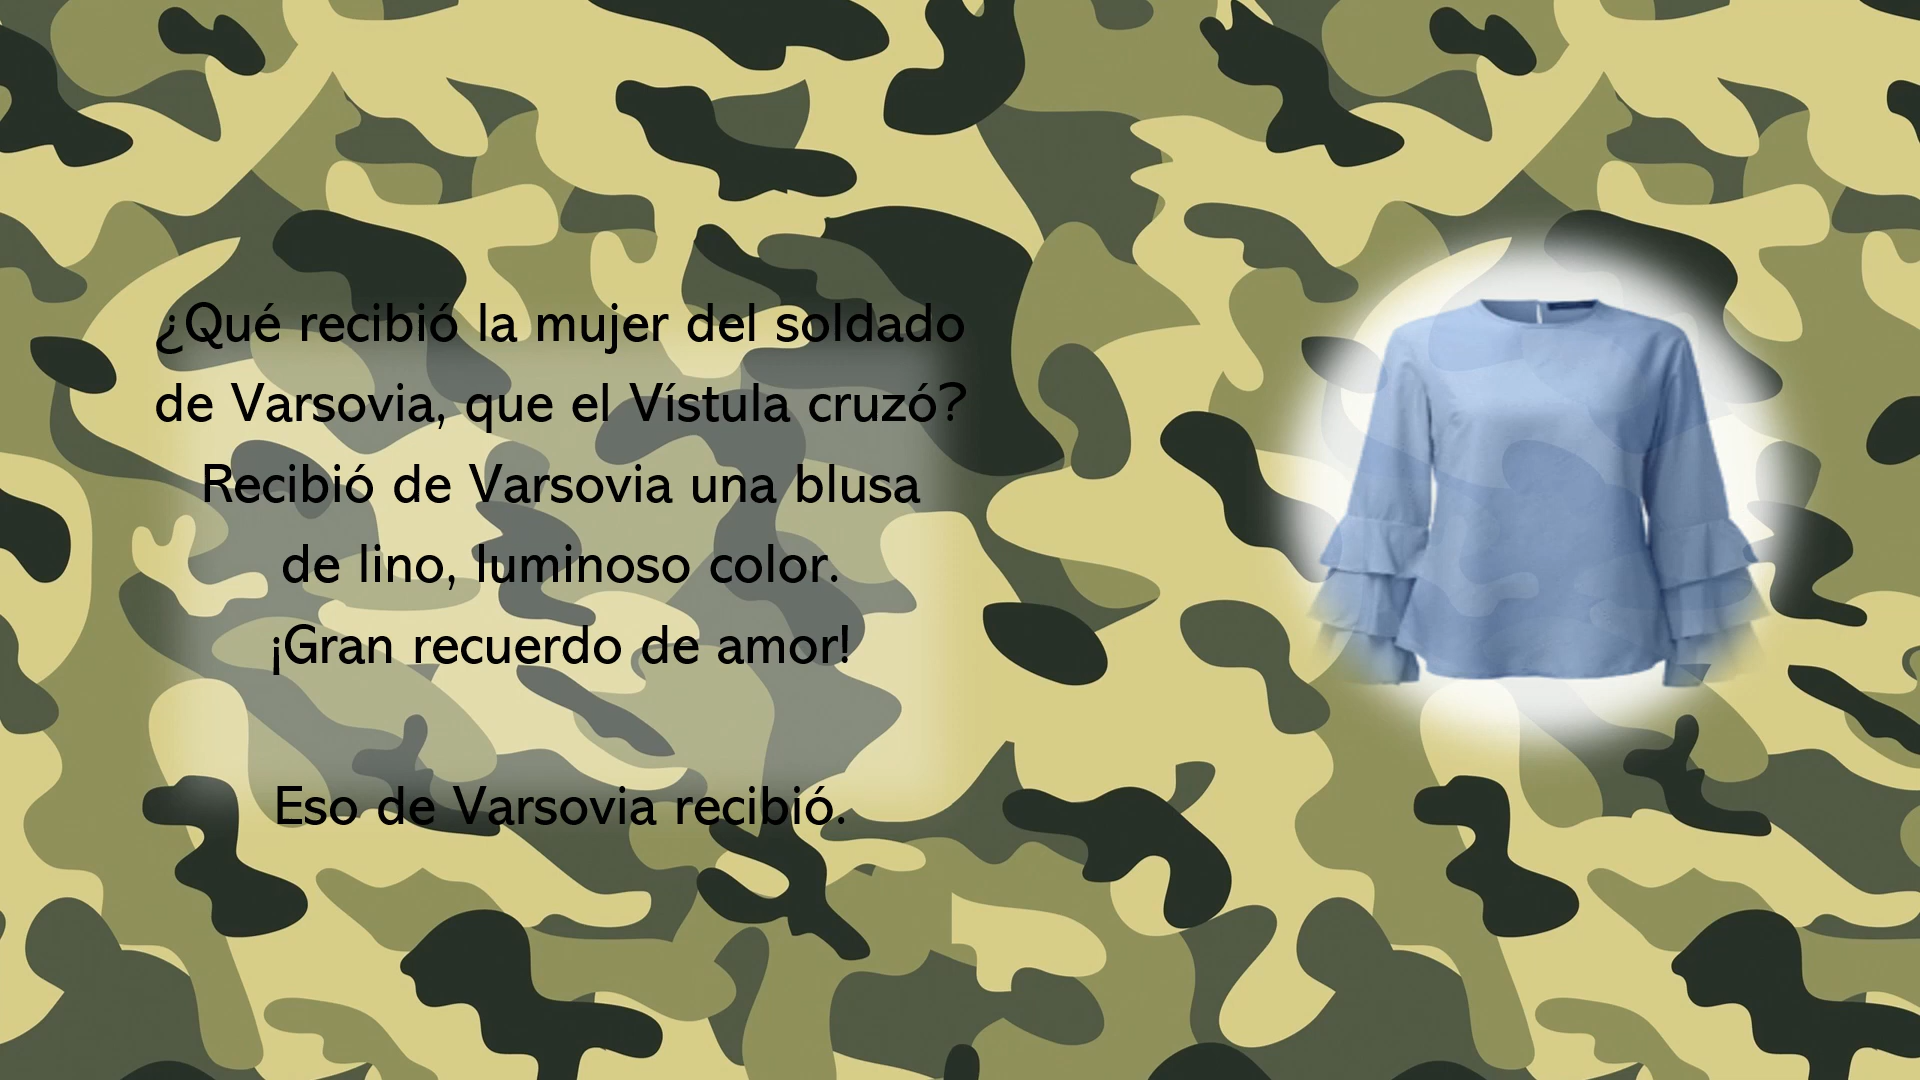 ¿Qué recibió la mujer del soldado
de Varsovia, que el Vístula cruzó?
Recibió de Varsovia una blusa
de lino, luminoso color.
¡Gran recuerdo de amor!
Eso de Varsovia recibió.